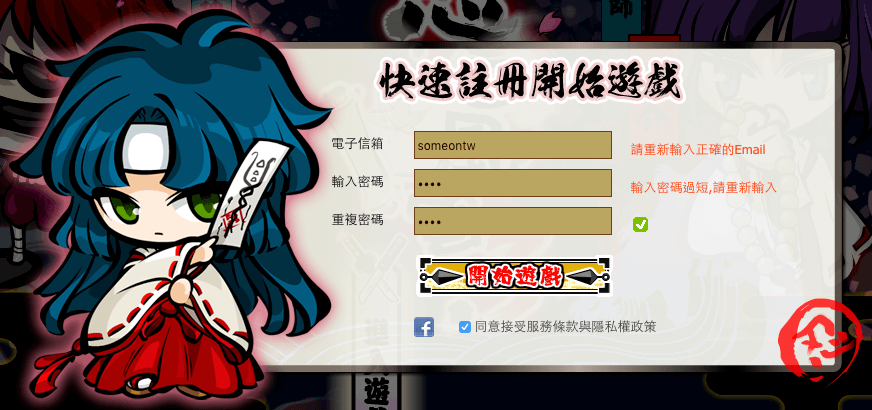 師
快速註冊開始遊戲
電子信箱
someontw
請重新輸入正確的Email
輸入密碼
••••
輸入密碼過短,請重新輸入
重複密碼
••••
開始遊戲
f
同意接受服務條款與隱私權政策
忍